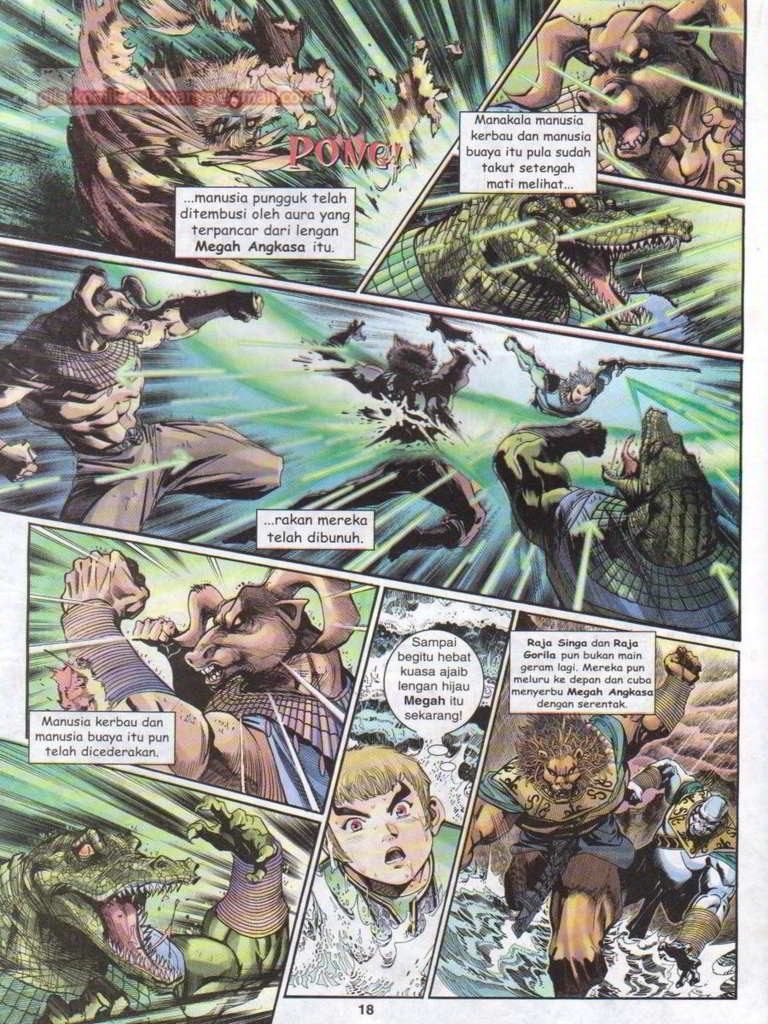 PONG!
...manusia pungguk telah
ditembusi oleh aura yang
terpancar dari lengan
Megah Angkasa itu.
Manakala manusia
kerbau dan manusia
buaya itu pula sudah
takut setengah
mati melihat...
...rakan mereka
telah dibunuh.
Manusia kerbau dan
manusia buaya itu pun
telah dicederakan.
Sampai
begitu hebat
kuasa ajaib
lengan hijau
Megah itu
sekarang!
Raja Singa dan Raja
Gorila pun bukan main
geram lagi. Mereka pun
meluru ke depan dan cuba
menyerbu Megah Angkasa
dengan serentak.
18